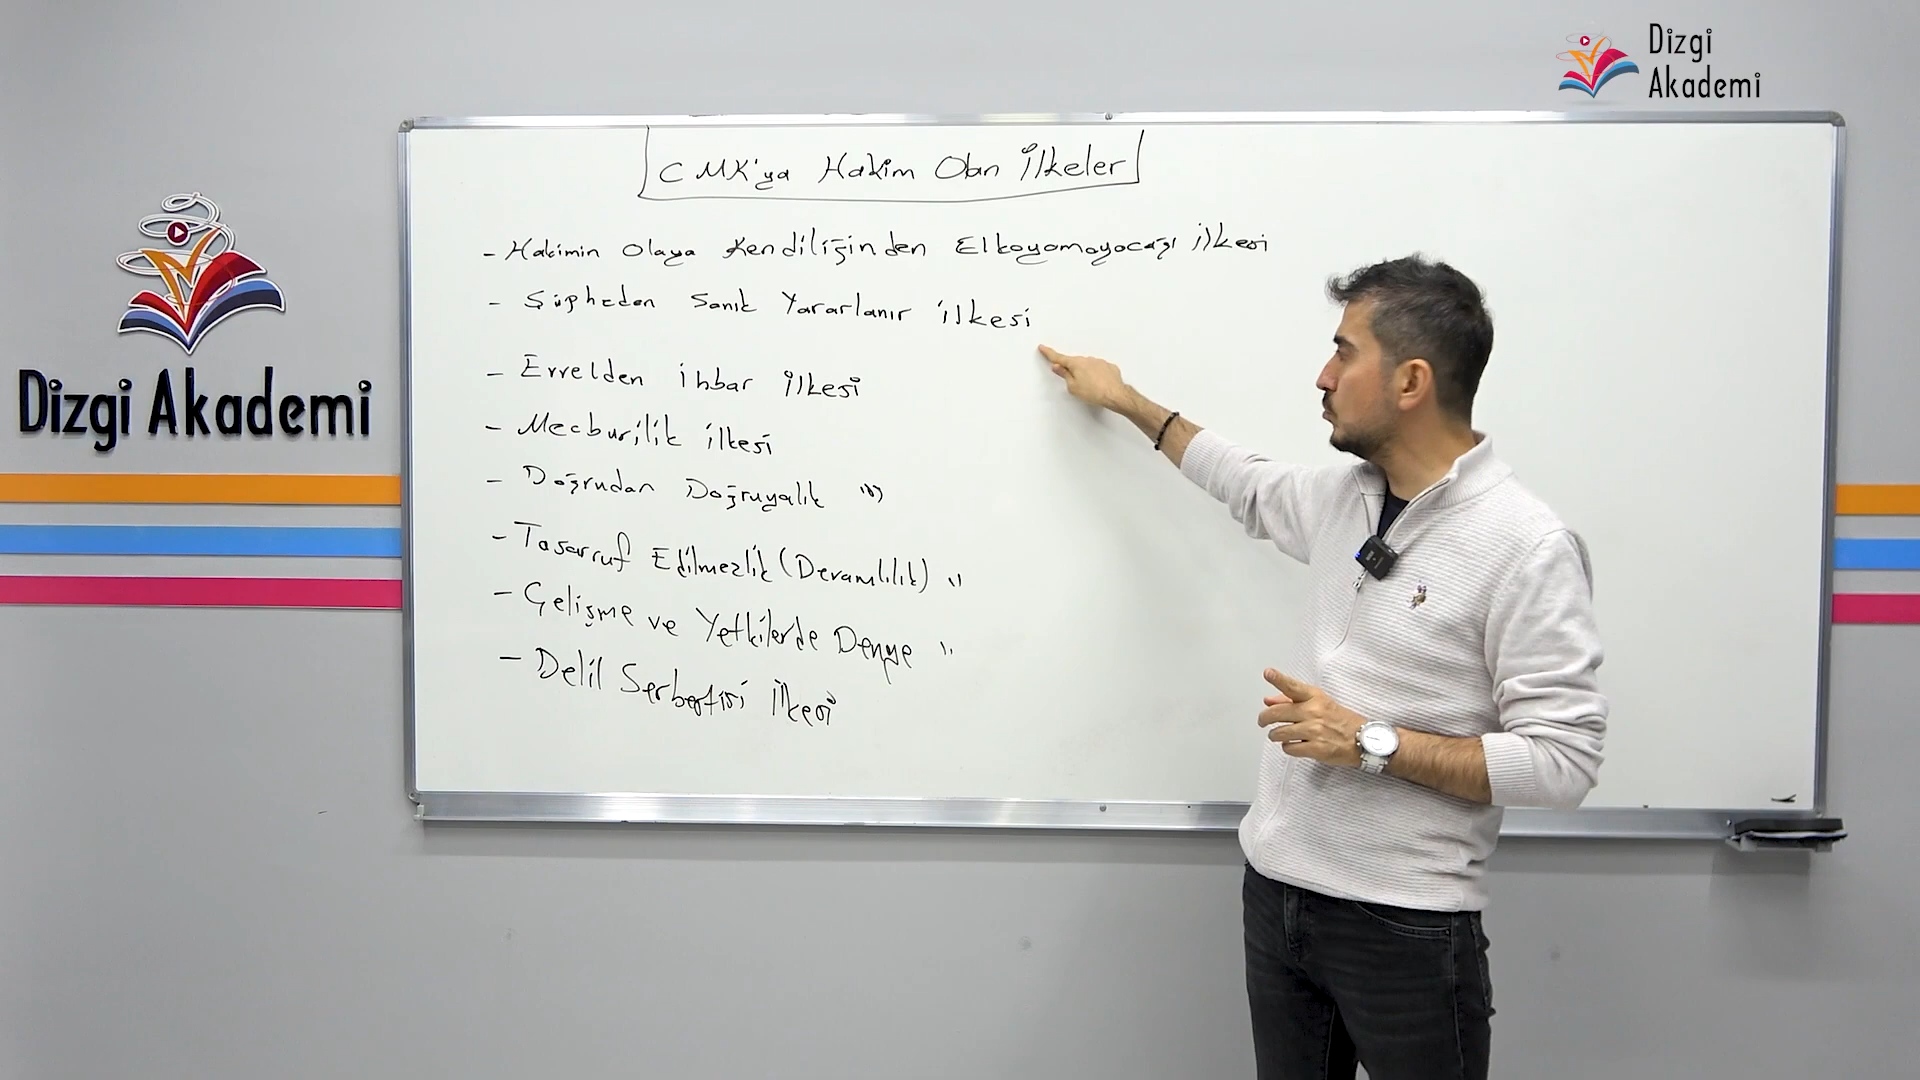 Dizgi
Akademi
Dizgi Akademi
CMK'ya Hakim Olan İlkeler
- Hakimin Olaya Kendiliğinden Elkoyamayacağı İlkesi
- Şüpheden Sanık Yararlanır İlkesi
- Evvelden İhbar İlkesi
- Mecburilik İlkesi
- Doğrudan Doğruyalık "
- Tasarruf Edilmezlik (Devamlılık) "
- Gelişme ve Yetkilerde Denge "
- Delil Serbestisi İlkesi